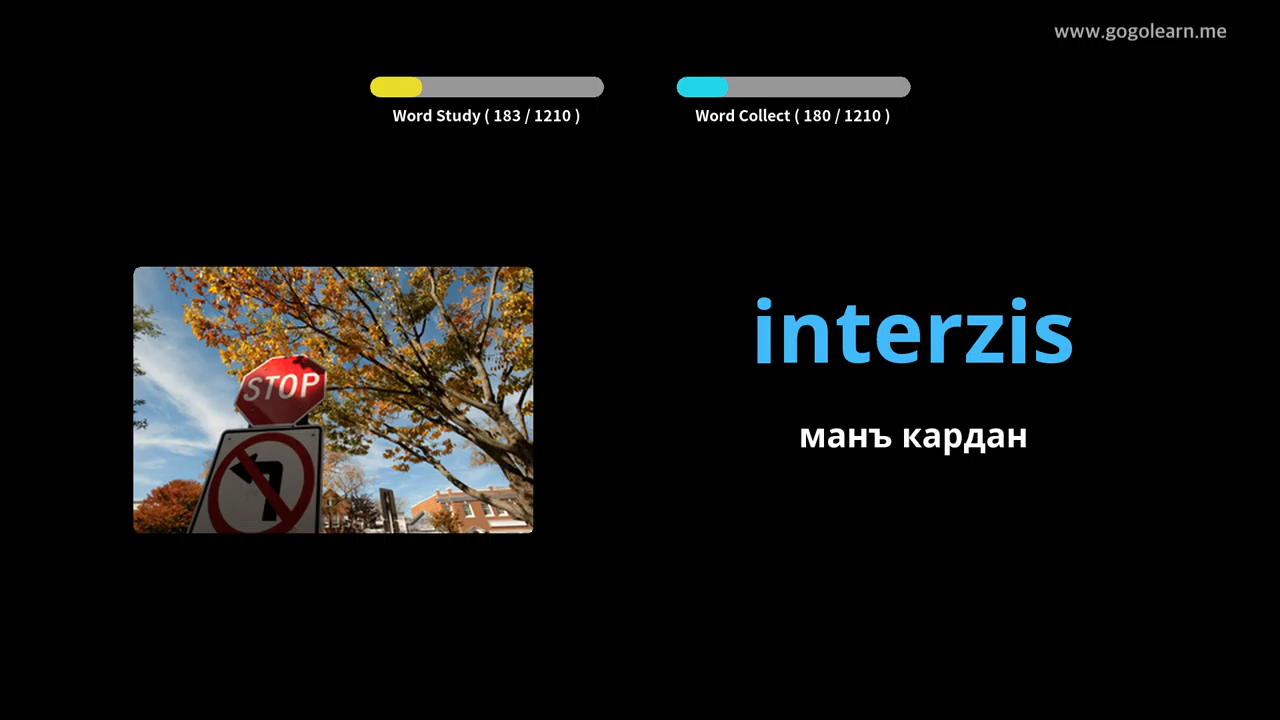 www.gogolearn.me
Word Study ( 183 / 1210 )
Word Collect ( 180 / 1210 )
STOP
interzis
манъ кардан